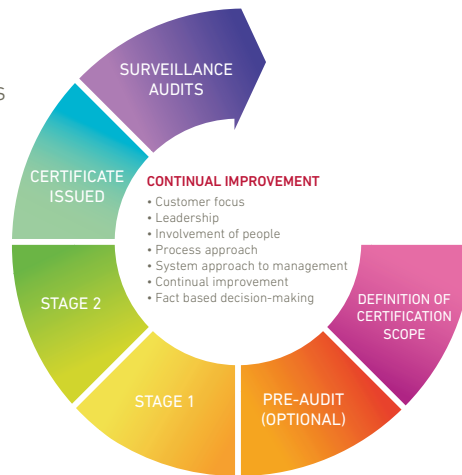 SURVEILLANCE
AUDITS
S
CERTIFICATE
ISSUED
CONTINUAL IMPROVEMENT
• Customer focus
• Leadership
• Involvement of people
• Process approach
• System approach to management
• Continual improvement
• Fact based decision-making
STAGE 2
DEFINITION OF
CERTIFICATION
SCOPE
STAGE 1
PRE-AUDIT
(OPTIONAL)